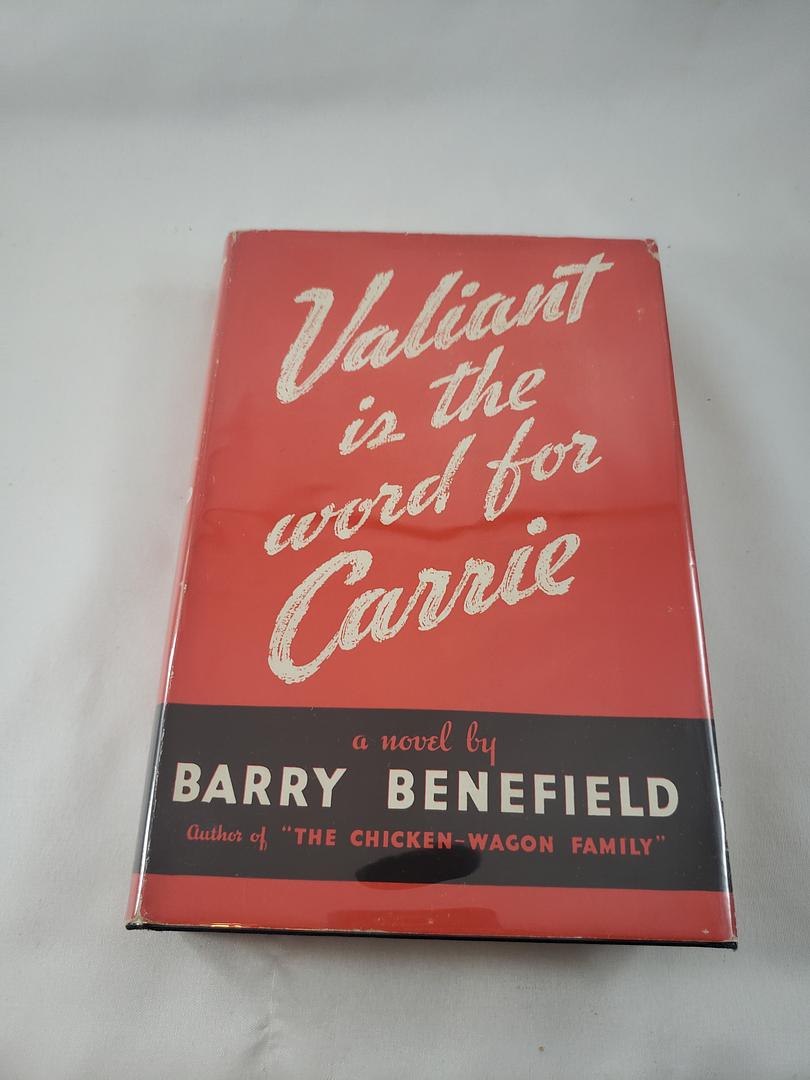 Valiant
is the
word for
Carrie
a novel by
BARRY BENEFIELD
Author of "THE CHICKEN-WAGON FAMILY"